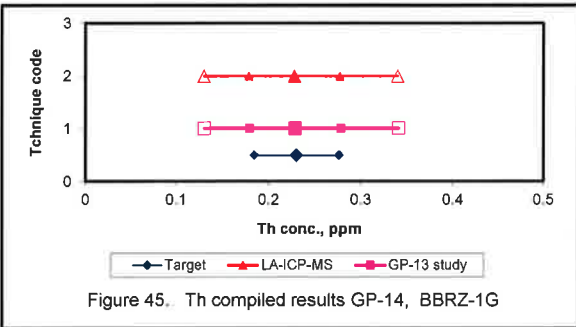 3
2
1
0
Tchnique code
0 0.1 0.2 0.3 0.4 0.5
Th conc., ppm
Target LA-ICP-MS GP-13 study
Figure 45. Th compiled results GP-14, BBRZ-1G